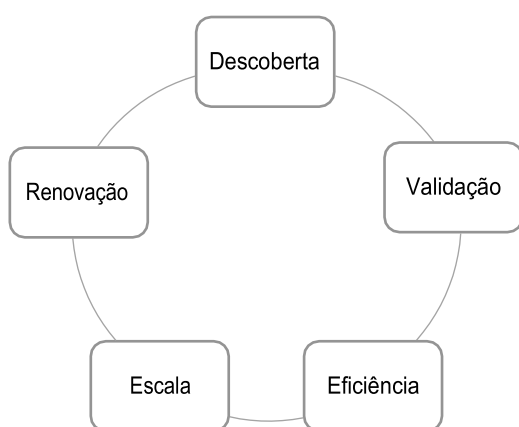 Descoberta
Validação
Eficiência
Escala
Renovação